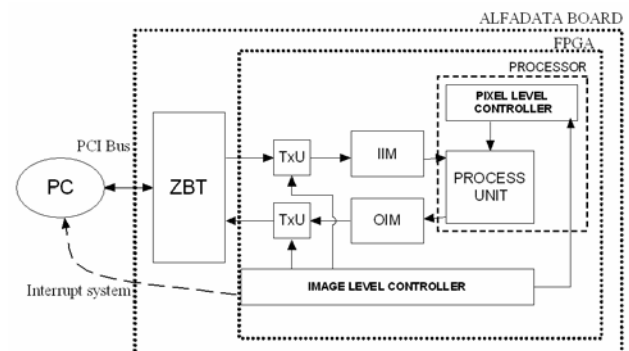 ALFADATA BOARD
FPGA
PROCESSOR
PIXEL LEVEL
CONTROLLER
PCI Bus
TxU
IIM
PROCESS
UNIT
PC
ZBT
TxU
OIM
Interrupt system
IMAGE LEVEL CONTROLLER